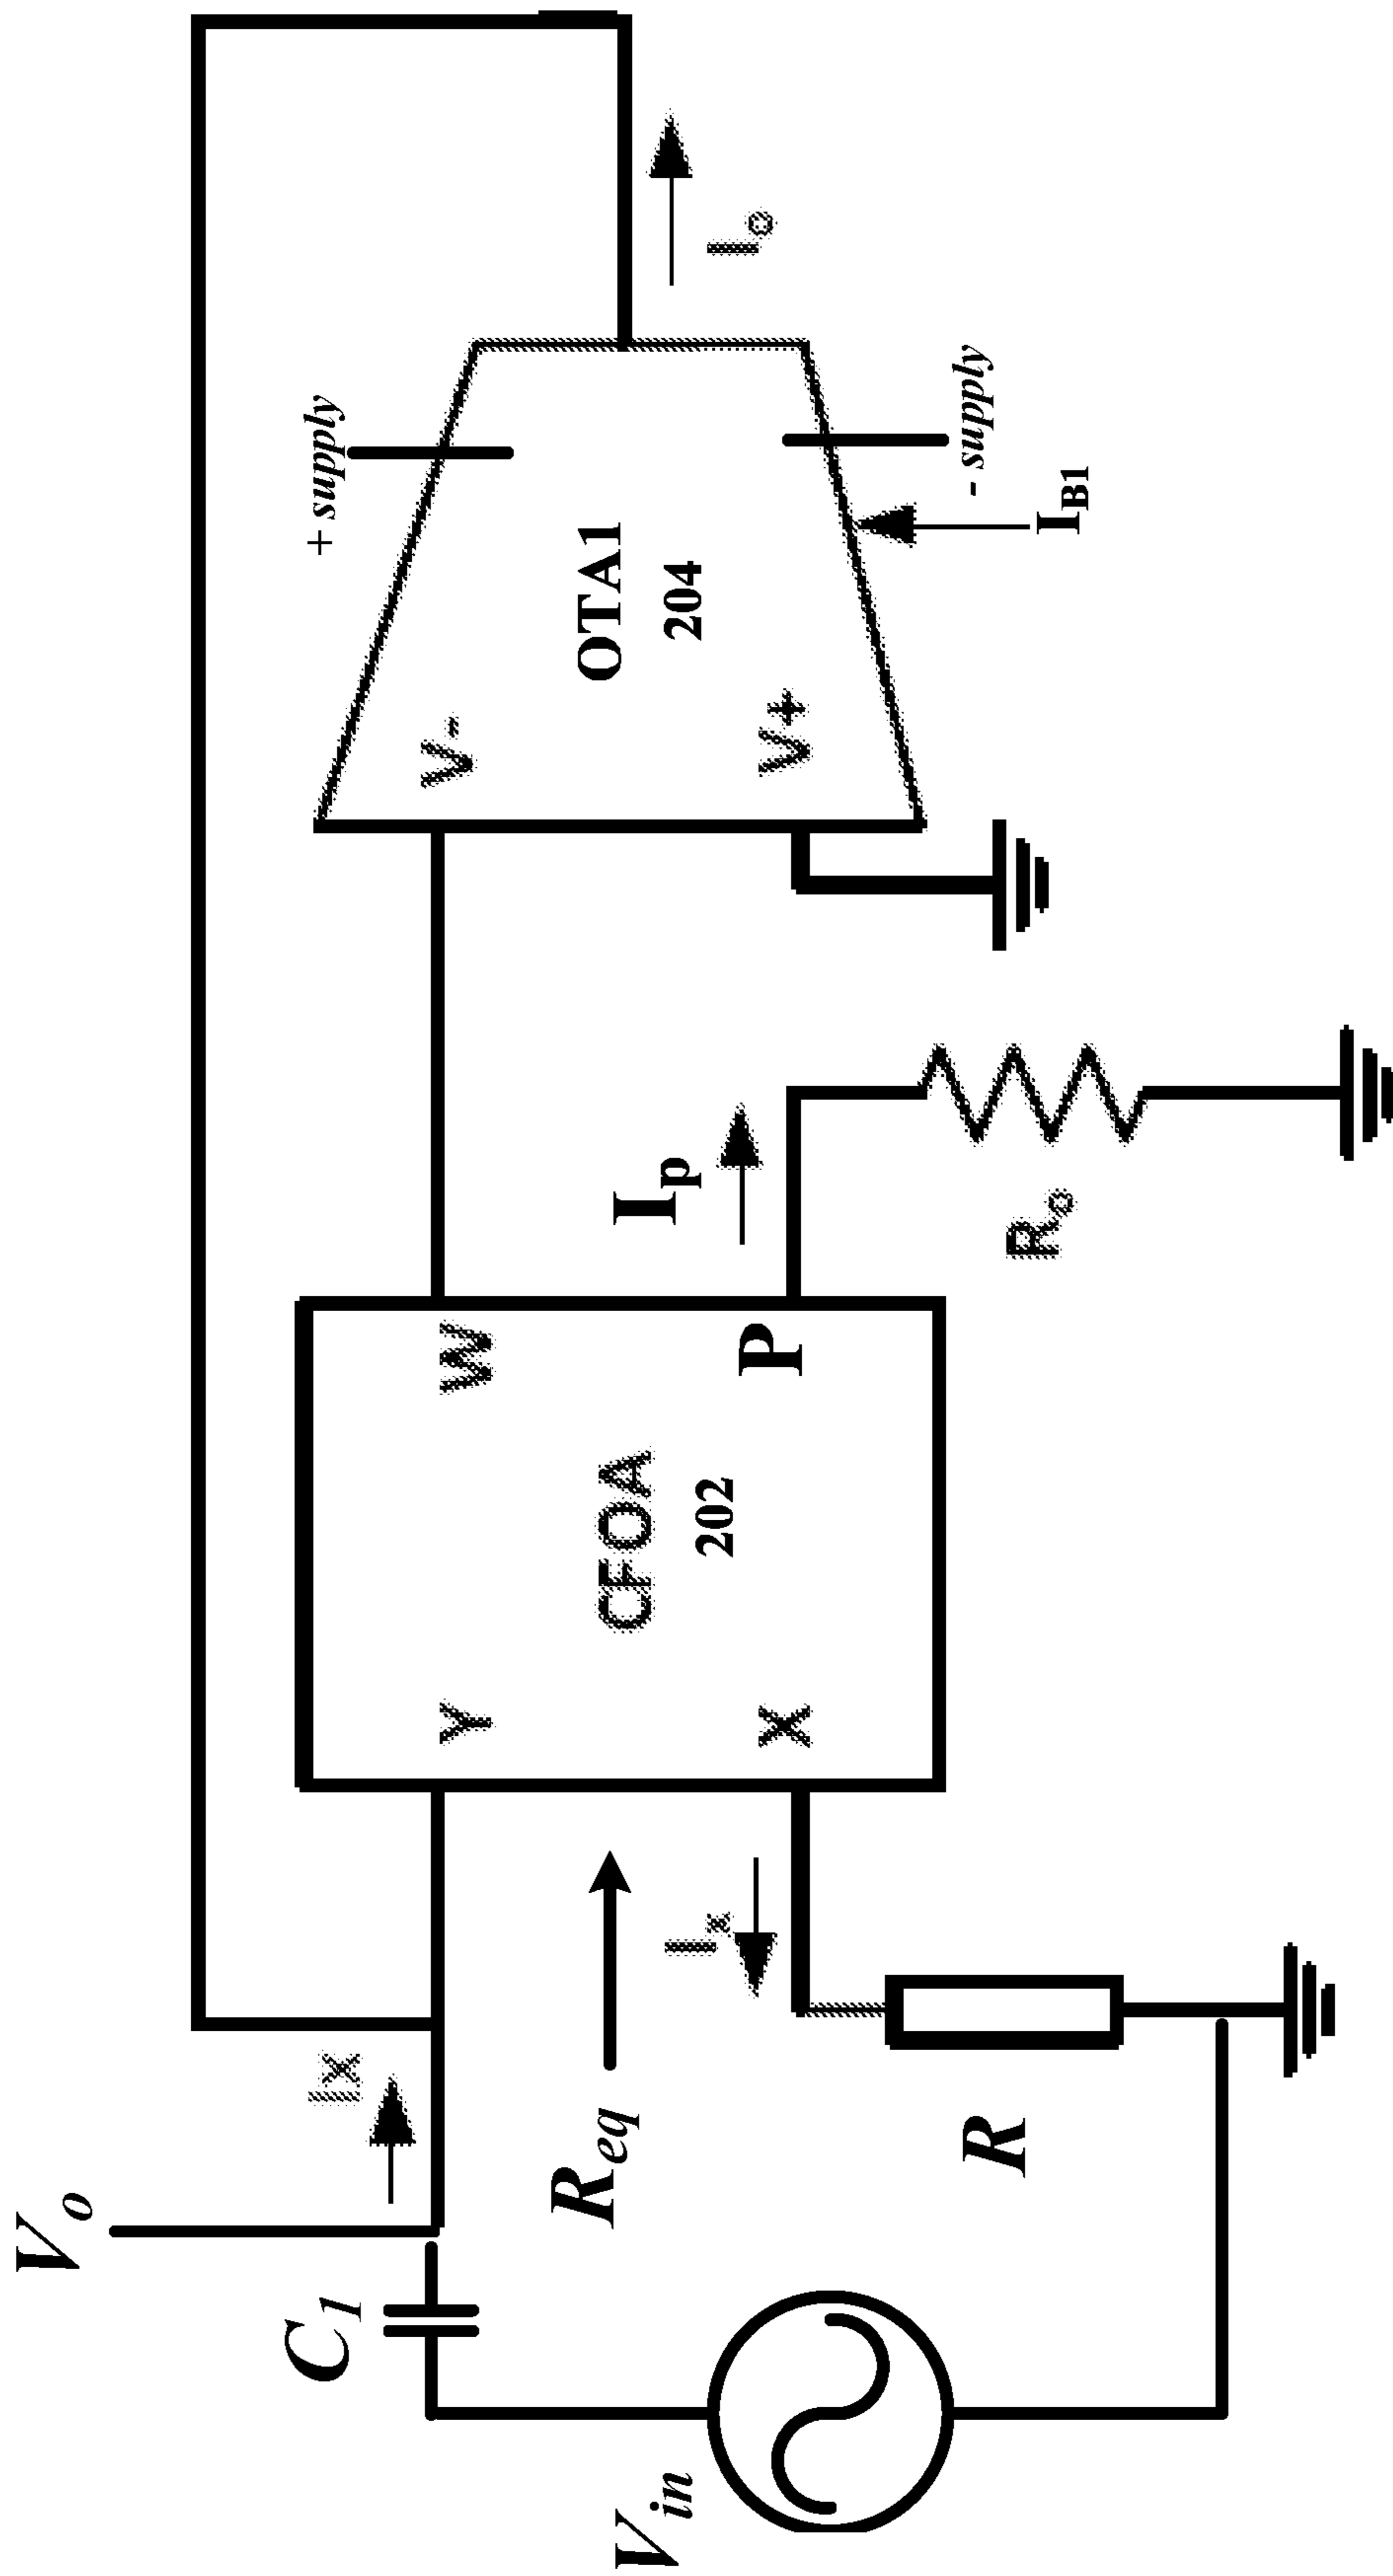 V_o
C_1
V_in
I_x
R_eq
I_x
R
Y
X
CFOA
202
W
P
I_p
R_o
V-
V+
OTA1
204
+ supply
- supply
I_B1
I_o